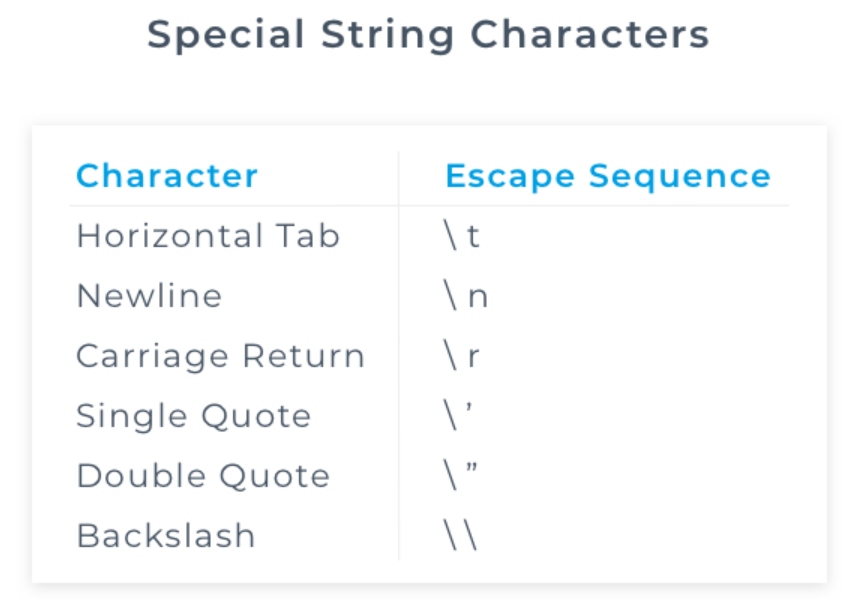 Special String Characters
Character Escape Sequence
Horizontal Tab \ t
Newline \ n
Carriage Return \ r
Single Quote \ ’
Double Quote \ ”
Backslash \ \